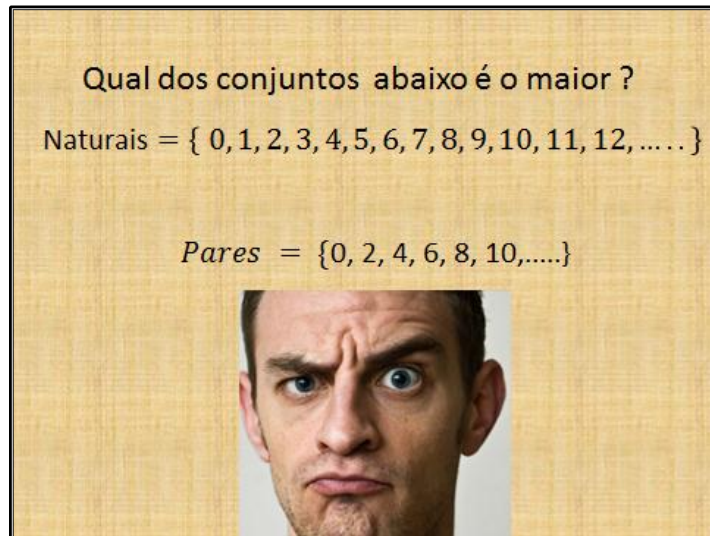 Qual dos conjuntos abaixo é o maior ?
Naturais = { 0, 1, 2, 3, 4, 5, 6, 7, 8, 9, 10, 11, 12, ... . . }
Pares = {0, 2, 4, 6, 8, 10,.....}